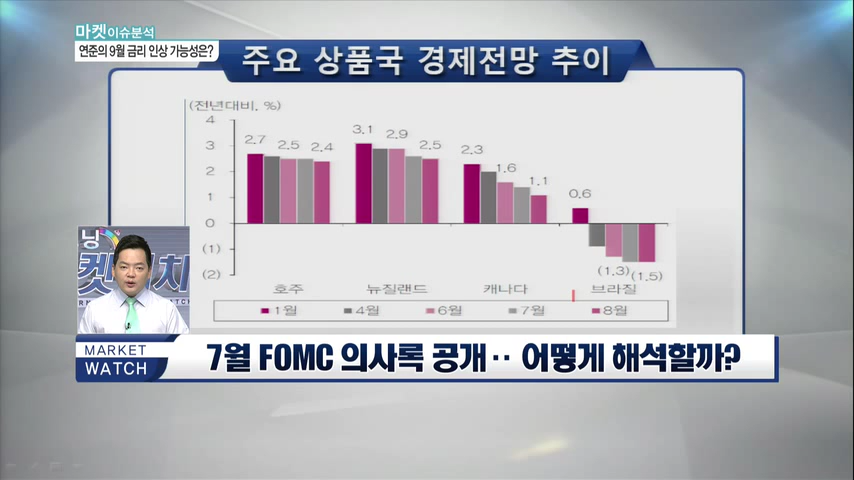 마켓이슈분석
연준의 9월 금리 인상 가능성은?
주요 상품국 경제전망 추이
(전년대비, %)
4
3
2
1
0
(1)
(2)
2.7
2.5
2.4
3.1
2.9
2.5
2.3
1.6
1.1
0.6
(1.3)
(1.5)
호주
뉴질랜드
캐나다
브라질
1월
4월
6월
7월
8월
닝
켓
치
MARKET
WATCH
7월 FOMC 의사록 공개‥ 어떻게 해석할까?